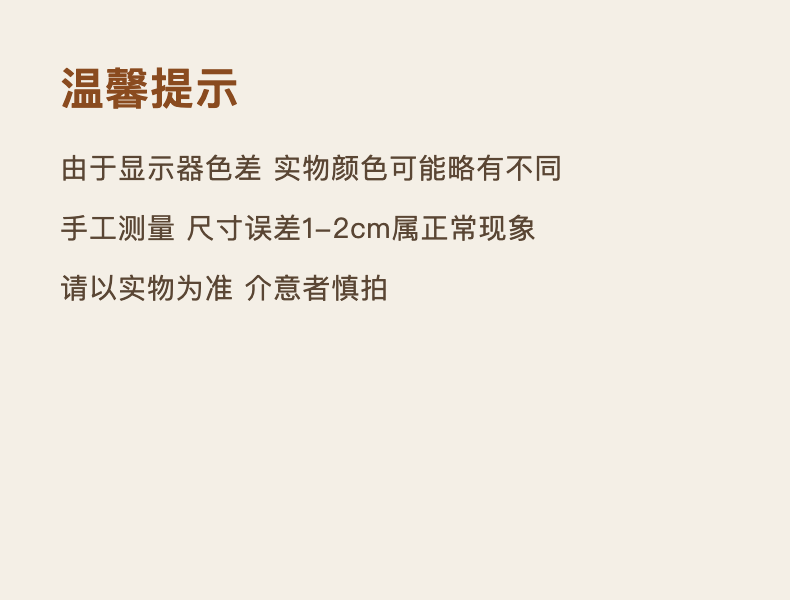 温馨提示
由于显示器色差 实物颜色可能略有不同
手工测量 尺寸误差1-2cm属正常现象
请以实物为准 介意者慎拍